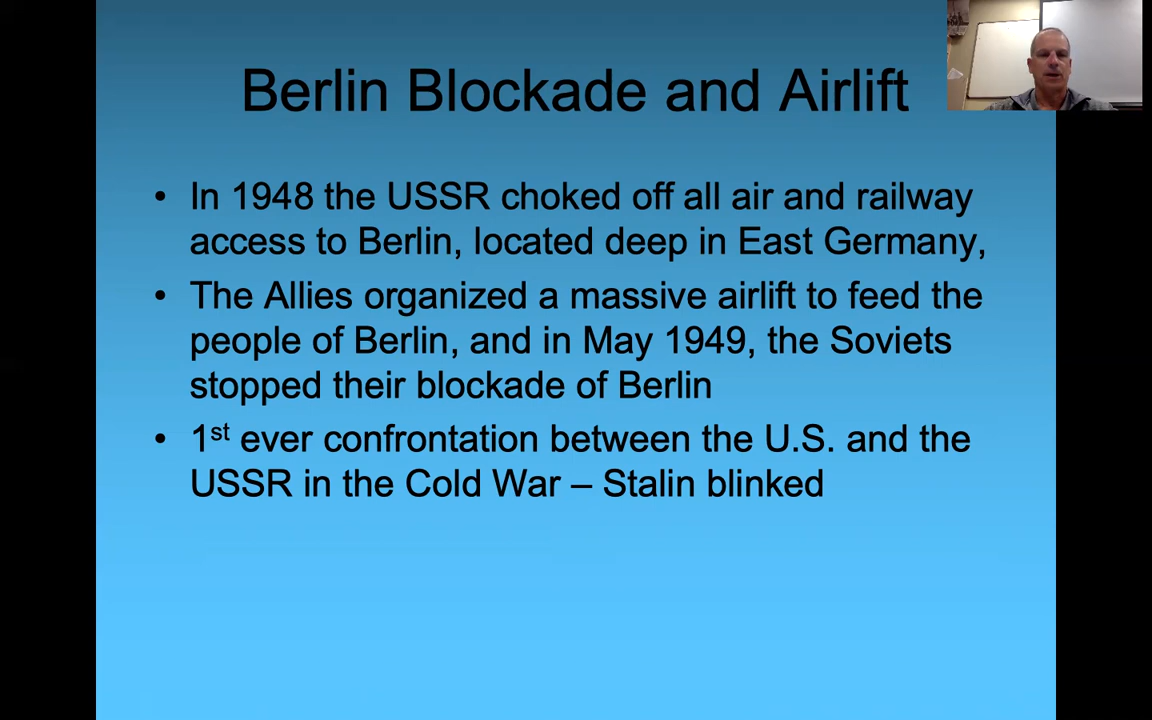 Berlin Blockade and Airlift
• In 1948 the USSR choked off all air and railway
access to Berlin, located deep in East Germany,
• The Allies organized a massive airlift to feed the
people of Berlin, and in May 1949, the Soviets
stopped their blockade of Berlin
• 1st ever confrontation between the U.S. and the
USSR in the Cold War – Stalin blinked